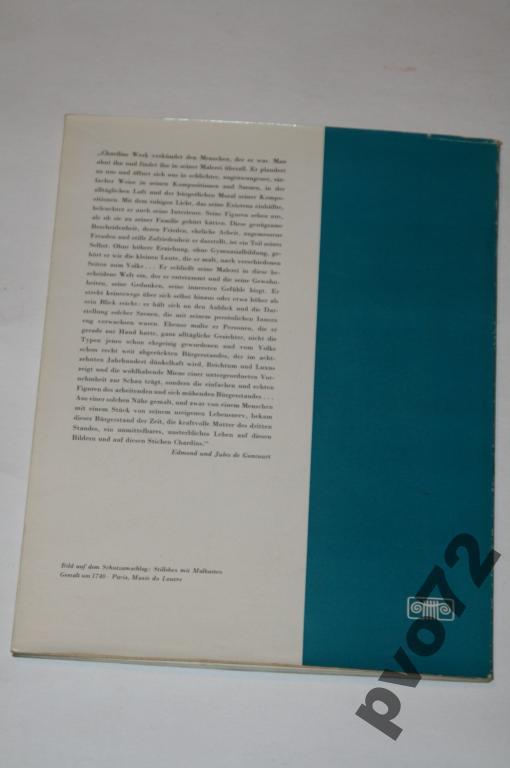 „Chardins Werk verkündet den Menschen, der er war. Man
ahnt ihn und findet ihn in seiner Malerei überall. Er plaudert
zu uns und öffnet sich uns in schlichter, ungezwungener, ein-
facher Weise in seinen Kompositionen und Szenen, in der
alltäglichen Luft und der bürgerlichen Moral seiner Kompo-
sitionen. Mit dem ruhigen Licht, das seine Existenz einhüllte,
beleuchtet er auch seine Interieurs. Seine Figuren sehen aus,
als ob sie zu seiner Familie gehört hätten. Diese genügsame
Bescheidenheit, deren Frieden, ehrliche Arbeit, angemessene
Freuden und stille Zufriedenheit er darstellt, ist ein Teil seines
Selbst. Ohne höhere Erziehung, ohne Gymnasialbildung, ge-
hört er wie die kleinen Leute, die er malt, nach verschiedenen
Seiten zum Volke... Er schließt seine Malerei in diese be-
scheidene Welt ein, der er entstammt und die seine Gewohn-
heiten, seine Gedanken, seine innersten Gefühle birgt. Er
strebt keineswegs über sich selbst hinaus oder etwa höher als
sein Blick reicht: er hält sich an den Anblick und die Dar-
stellung solcher Szenen, die mit seinem persönlichen Innern
eng verwachsen waren. Ebenso malte er Personen, die er
gerade zur Hand hatte, ganz alltägliche Gesichter, nicht die
Typen jenes schon ehrgeizig gewordenen und vom Volke
schon recht weit abgerückten Bürgerstandes, der im acht-
zehnten Jahrhundert dünkelhaft wird, Reichtum und Luxus
zeigt und die wohlhabende Miene einer untergeordneten Vor-
nehmheit zur Schau trägt, sondern die einfachen und echten
Figuren des arbeitenden und sich mühenden Bürgerstandes...
Aus einer solchen Nähe gemalt, und zwar von einem Menschen
mit einem Stück von seinem ureigenen Lebensnerv, bekam
dieses Bürgerstand der Zeit, die kraftvolle Mutter des dritten
Standes, ein unmittelbares, unsterbliches Leben auf diesen
Bildern und auf diesen Stichen Chardins."
Edmond und Jules de Goncourt
Bild auf dem Schutzumschlag: Stilleben mit Malkasten
Gemalt um 1740 · Paris, Musée du Louvre
pvo72